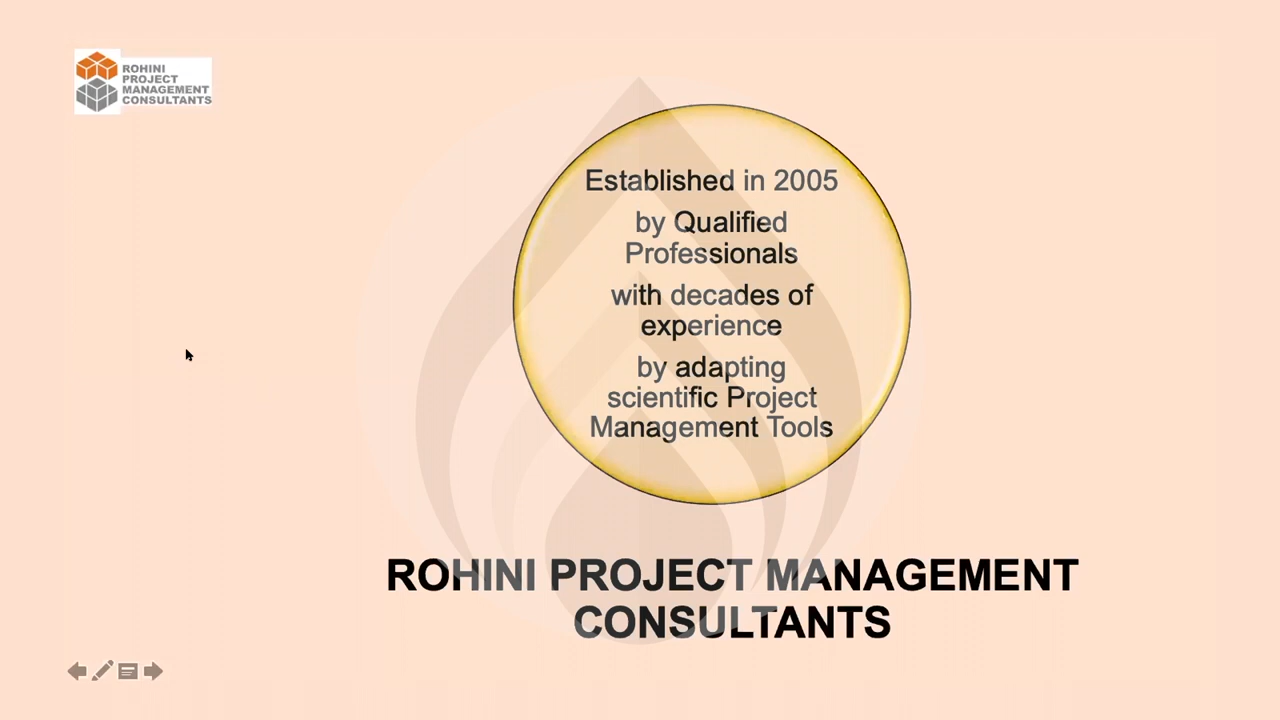 ROHINI
PROJECT
MANAGEMENT
CONSULTANTS
Established in 2005
by Qualified
Professionals
with decades of
experience
by adapting
scientific Project
Management Tools
ROHINI PROJECT MANAGEMENT
CONSULTANTS